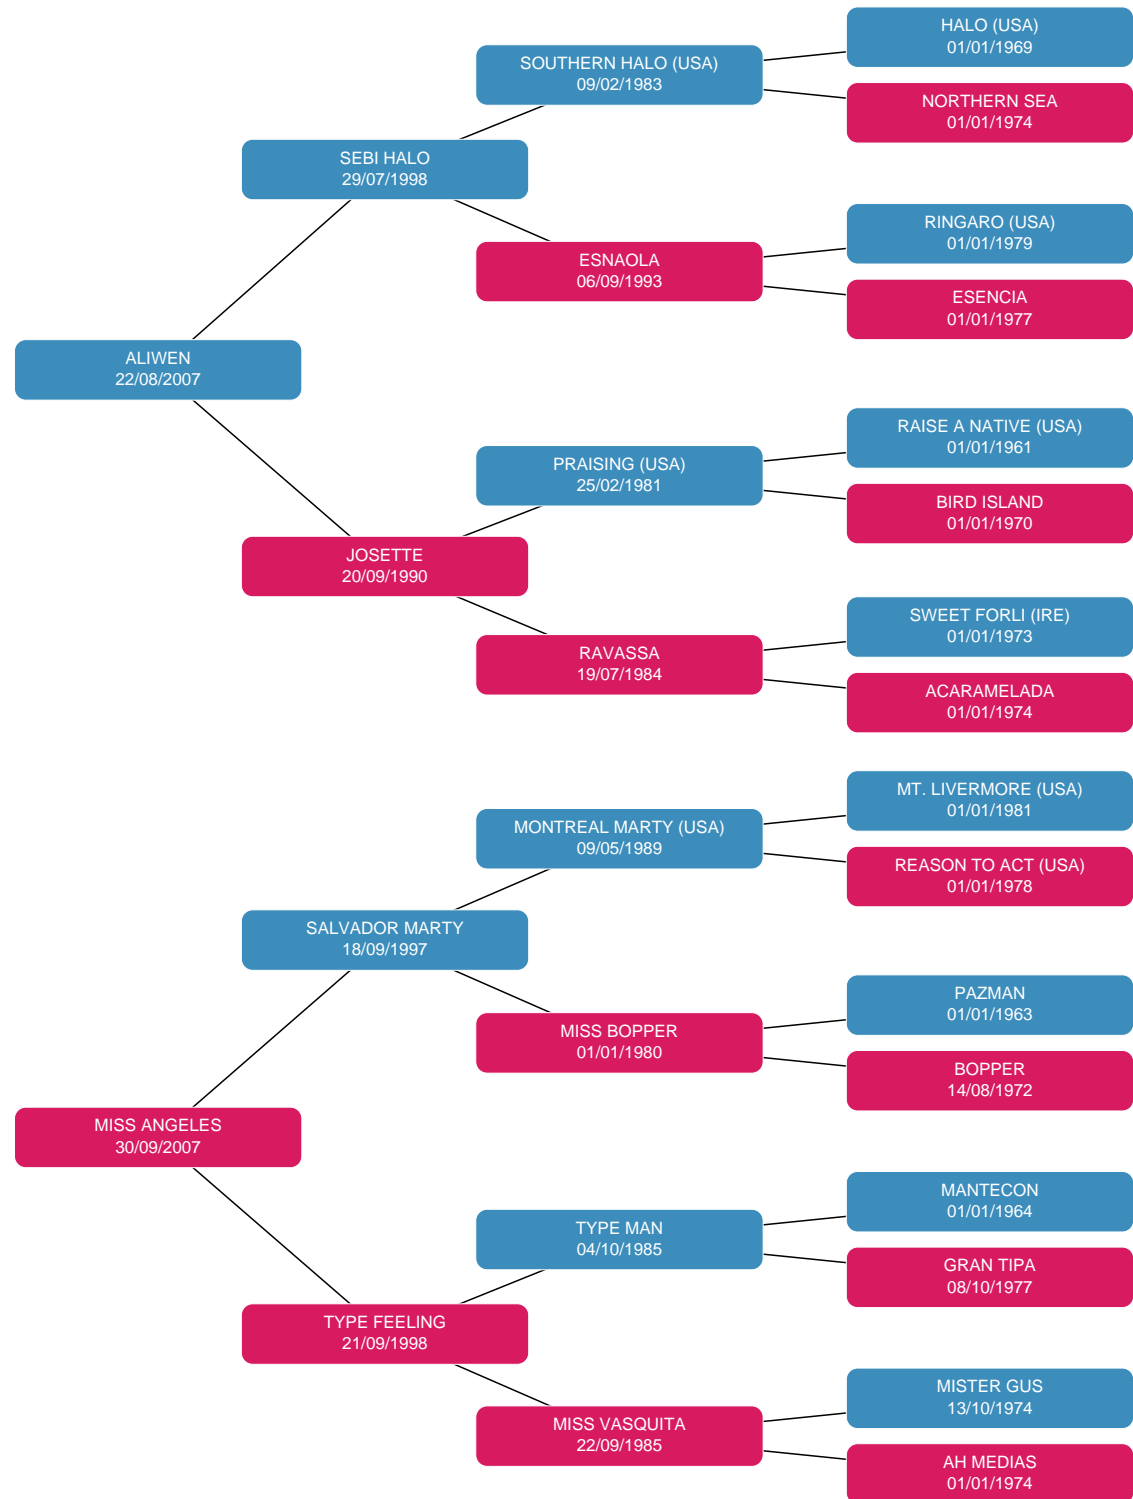 HALO (USA)
01/01/1969
SOUTHERN HALO (USA)
09/02/1983
NORTHERN SEA
01/01/1974
SEBI HALO
29/07/1998
RINGARO (USA)
01/01/1979
ESNAOLA
06/09/1993
ESENCIA
01/01/1977
ALIWEN
22/08/2007
RAISE A NATIVE (USA)
01/01/1961
PRAISING (USA)
25/02/1981
BIRD ISLAND
01/01/1970
JOSETTE
20/09/1990
SWEET FORLI (IRE)
01/01/1973
RAVASSA
19/07/1984
ACARAMELADA
01/01/1974
MT. LIVERMORE (USA)
01/01/1981
MONTREAL MARTY (USA)
09/05/1989
REASON TO ACT (USA)
01/01/1978
SALVADOR MARTY
18/09/1997
PAZMAN
01/01/1963
MISS BOPPER
01/01/1980
BOPPER
14/08/1972
MISS ANGELES
30/09/2007
MANTECON
01/01/1964
TYPE MAN
04/10/1985
GRAN TIPA
08/10/1977
TYPE FEELING
21/09/1998
MISTER GUS
13/10/1974
MISS VASQUITA
22/09/1985
AH MEDIAS
01/01/1974